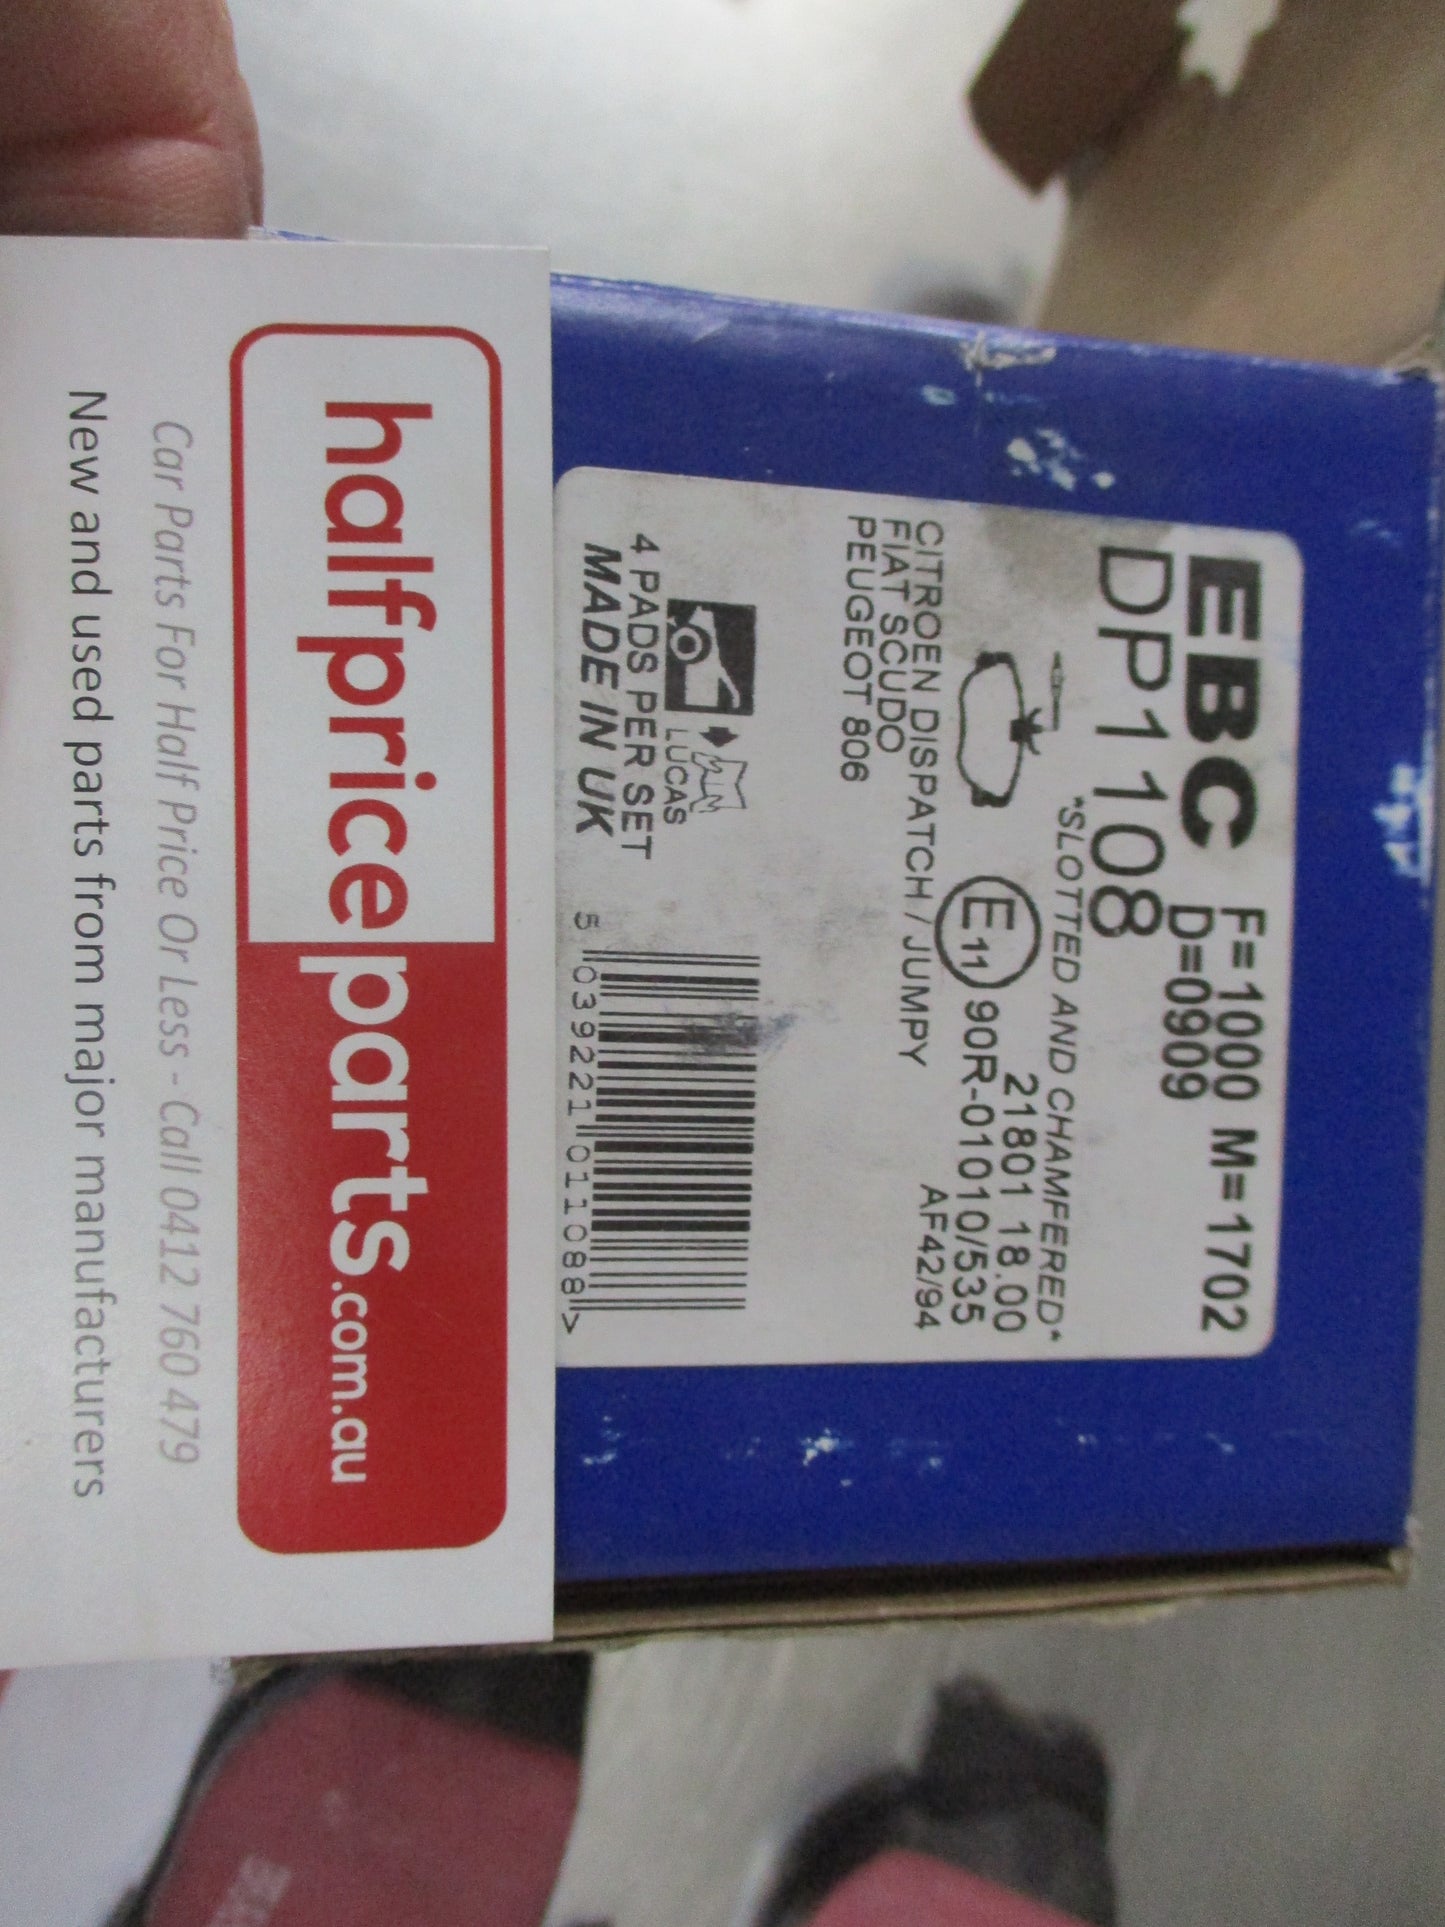 EBC F=1000 M=1702
D=0909
DP1108
*SLOTTED AND CHAMFERED*
21801 18.00
E11 90R-01010/535
AF42/94
CITROEN DISPATCH / JUMPY
FIAT SCUDO
PEUGEOT 806
LUCAS
4 PADS PER SET
MADE IN UK
5 039221 011088 >
halfpriceparts.com.au
Car Parts For Half Price Or Less - Call 0412 760 479
New and used parts from major manufacturers